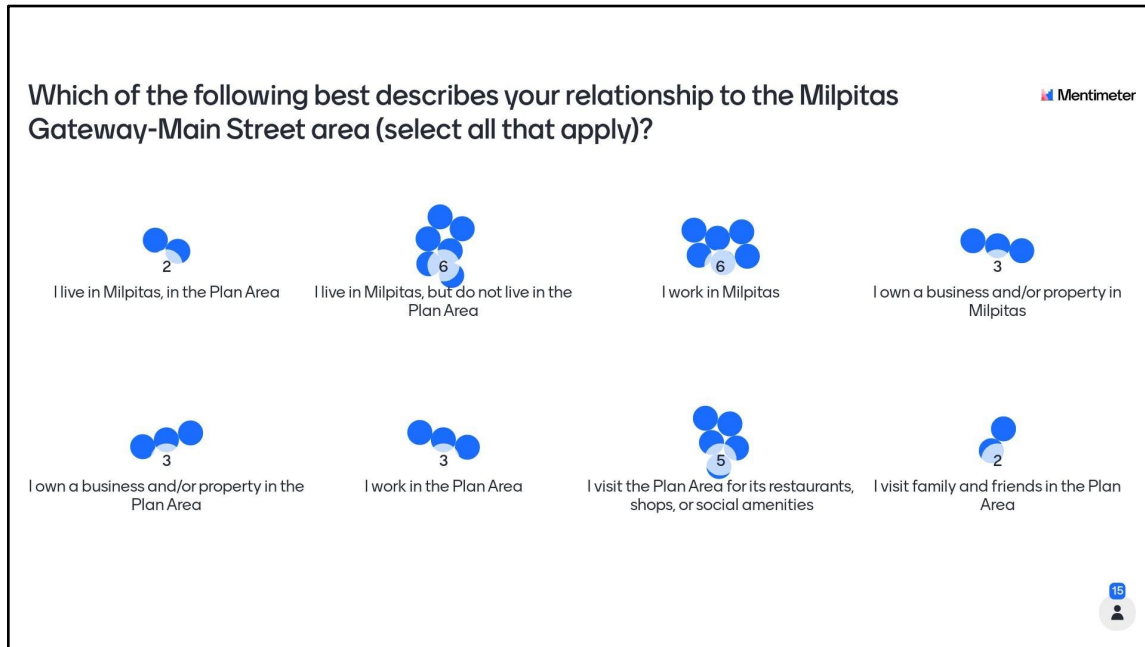 Which of the following best describes your relationship to the Milpitas
Gateway-Main Street area (select all that apply)?
Mentimeter
2
I live in Milpitas, in the Plan Area
6
I live in Milpitas, but do not live in the
Plan Area
6
I work in Milpitas
3
I own a business and/or property in
Milpitas
3
I own a business and/or property in the
Plan Area
3
I work in the Plan Area
5
I visit the Plan Area for its restaurants,
shops, or social amenities
2
I visit family and friends in the Plan
Area
15